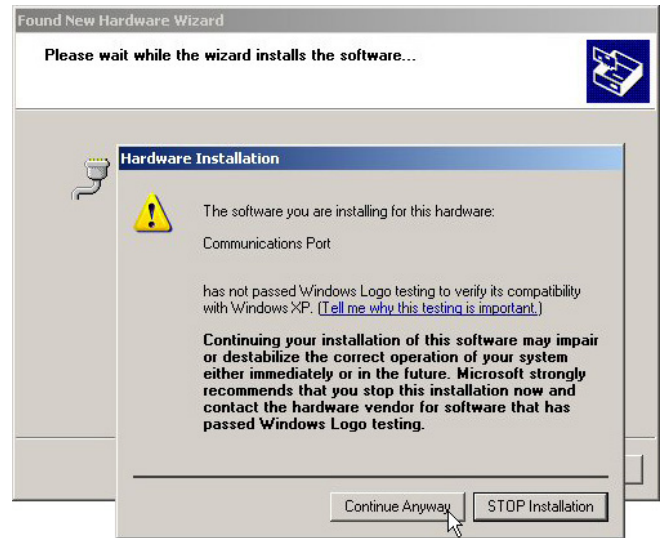 Found New Hardware Wizard
Please wait while the wizard installs the software...
Hardware Installation
The software you are installing for this hardware:
Communications Port
has not passed Windows Logo testing to verify its compatibility
with Windows XP. (Tell me why this testing is important.)
Continuing your installation of this software may impair
or destabilize the correct operation of your system
either immediately or in the future. Microsoft strongly
recommends that you stop this installation now and
contact the hardware vendor for software that has
passed Windows Logo testing.
Continue Anyway
STOP Installation